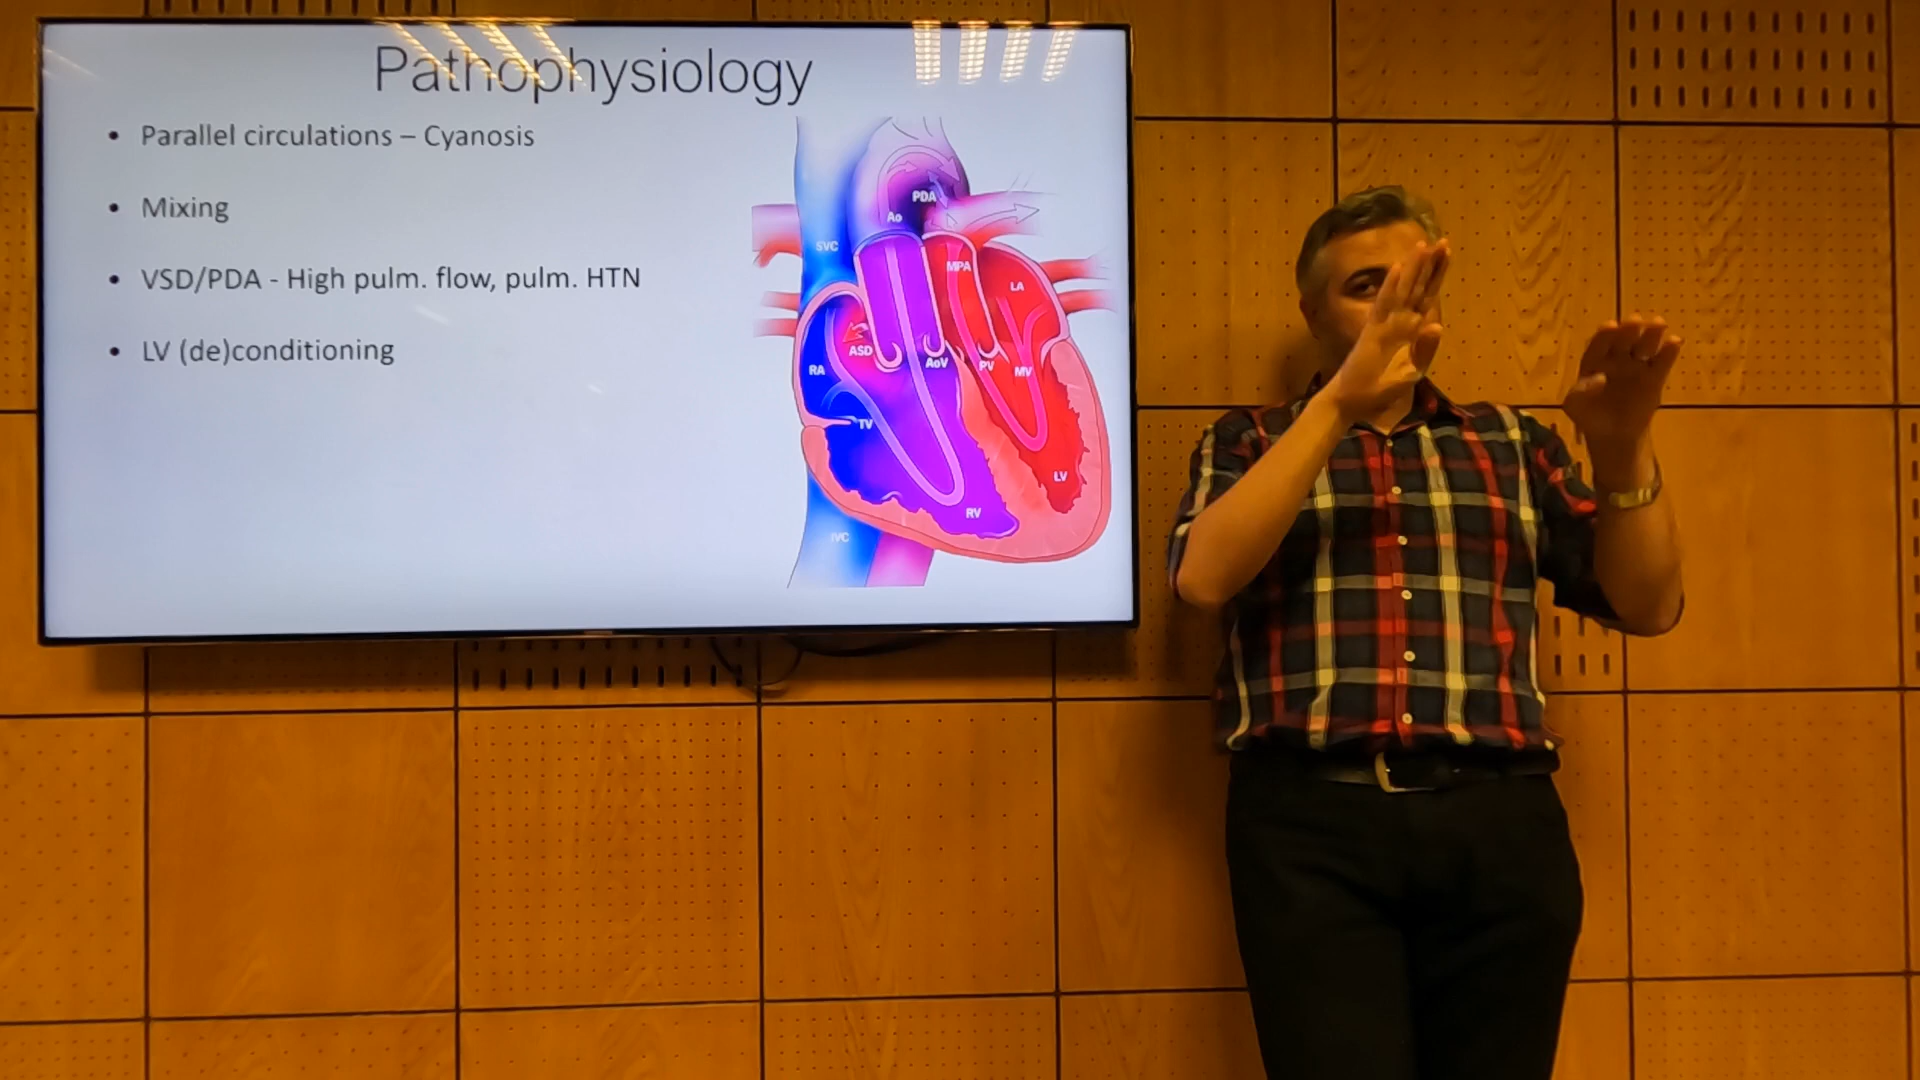 Pathophysiology
• Parallel circulations – Cyanosis
• Mixing
• VSD/PDA - High pulm. flow, pulm. HTN
• LV (de)conditioning
PDA
Ao
SVC
MPA
LA
ASD
AoV
PV
MV
RA
TV
LV
RV
IVC